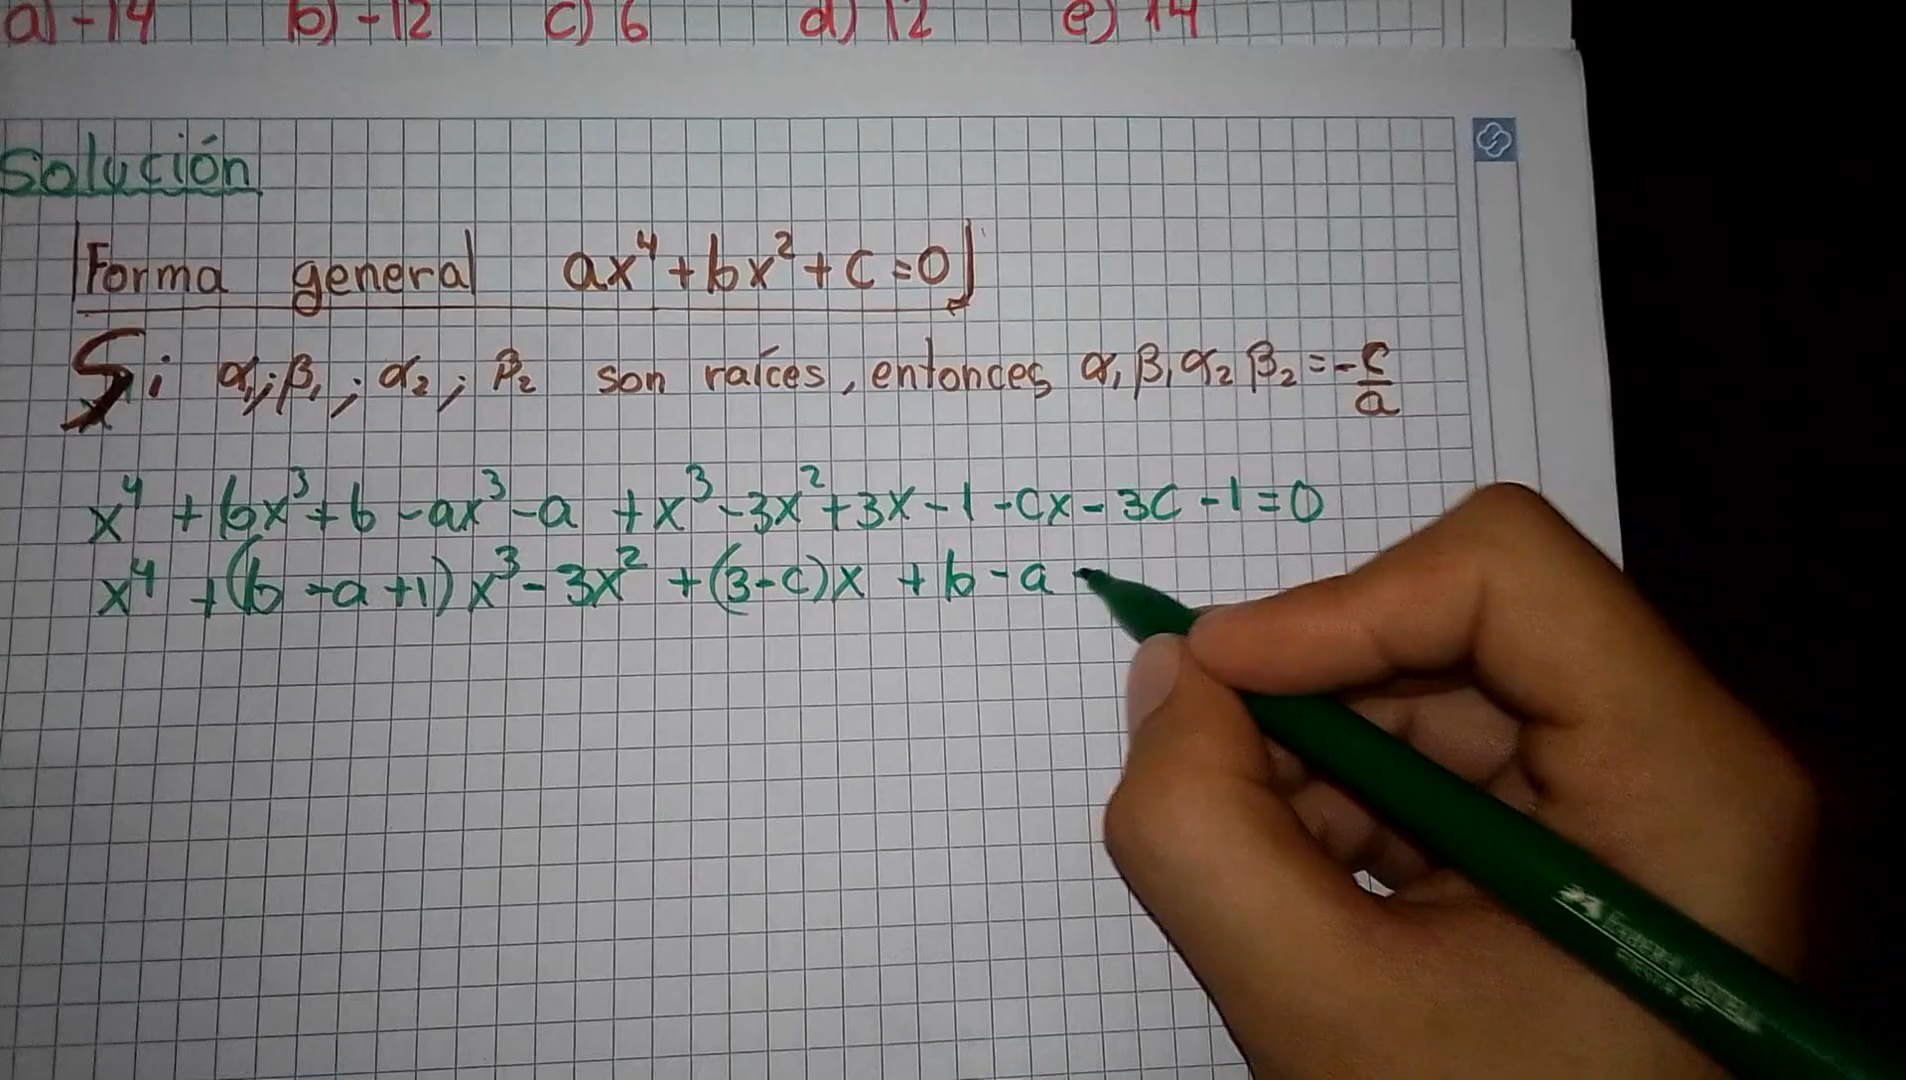 a) -14 b) -12 c) 6 d) 12 e) 14
Solución
Forma general ax⁴+bx²+c=0
Si α₁;β₁;α₂;β₂ son raíces, entonces α₁β₁α₂β₂=-c/a
x⁴+bx³+b-ax³-a+x³-3x²+3x-1-cx-3c-1=0
x⁴+(b-a+1)x³-3x²+(3-c)x+b-a-